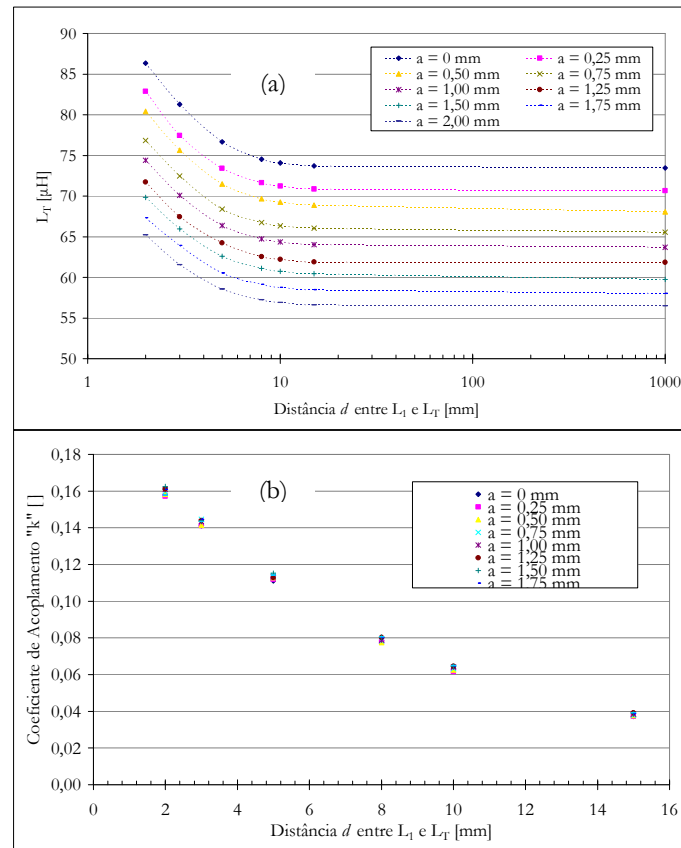 90
85
80
75
70
65
60
55
50
L_T [µH]
(a)
a = 0 mm
a = 0,25 mm
a = 0,50 mm
a = 0,75 mm
a = 1,00 mm
a = 1,25 mm
a = 1,50 mm
a = 1,75 mm
a = 2,00 mm
1 10 100 1000
Distância d entre L₁ e L_T [mm]
0,18
0,16
0,14
0,12
0,10
0,08
0,06
0,04
0,02
0,00
Coeficiente de Acoplamento "k" []
(b)
a = 0 mm
a = 0,25 mm
a = 0,50 mm
a = 0,75 mm
a = 1,00 mm
a = 1,25 mm
a = 1,50 mm
a = 1,75 mm
0 2 4 6 8 10 12 14 16
Distância d entre L₁ e L_T [mm]